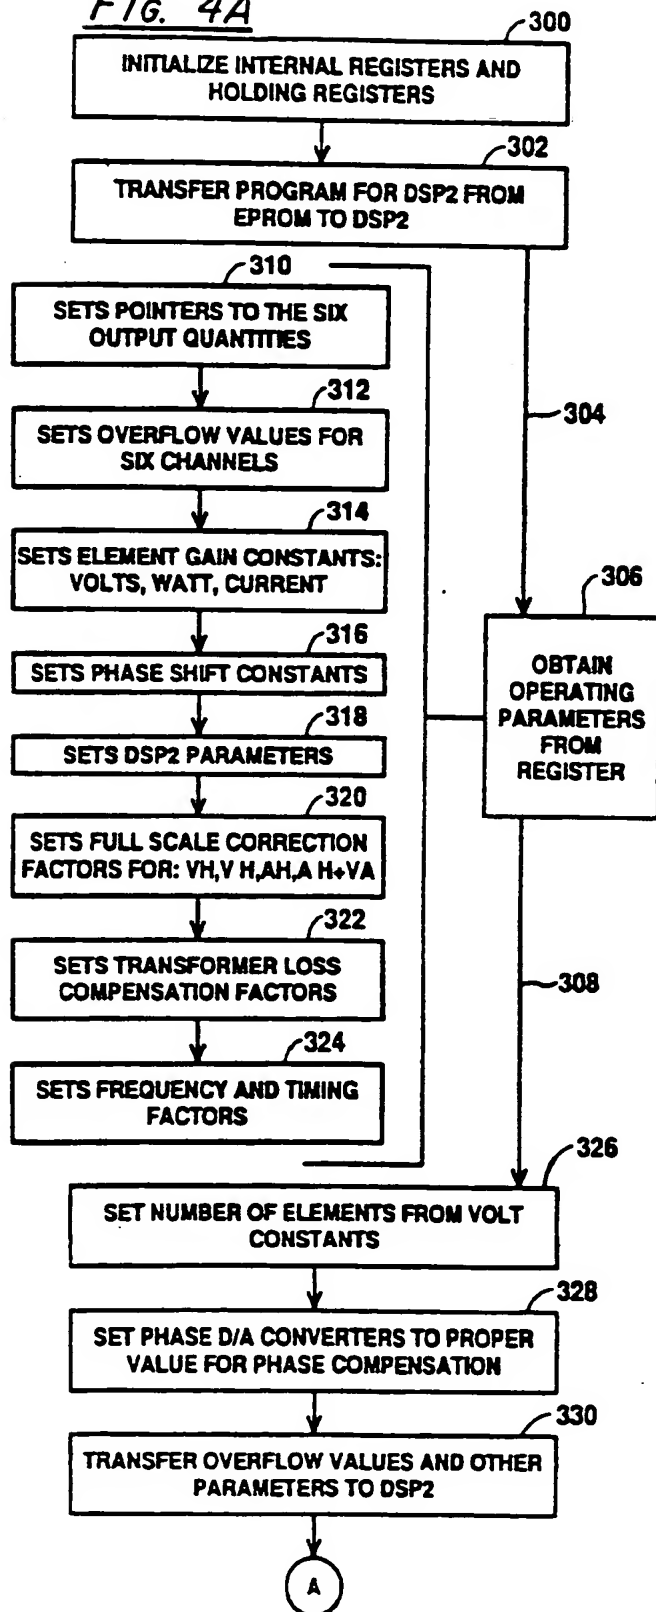 FIG. 4A
300
INITIALIZE INTERNAL REGISTERS AND
HOLDING REGISTERS
302
TRANSFER PROGRAM FOR DSP2 FROM
EPROM TO DSP2
304
310
SETS POINTERS TO THE SIX
OUTPUT QUANTITIES
312
SETS OVERFLOW VALUES FOR
SIX CHANNELS
314
SETS ELEMENT GAIN CONSTANTS:
VOLTS, WATT, CURRENT
316
SETS PHASE SHIFT CONSTANTS
318
SETS DSP2 PARAMETERS
320
SETS FULL SCALE CORRECTION
FACTORS FOR: VH,V H,AH,A H+VA
322
SETS TRANSFORMER LOSS
COMPENSATION FACTORS
324
SETS FREQUENCY AND TIMING
FACTORS
306
OBTAIN
OPERATING
PARAMETERS
FROM
REGISTER
308
326
SET NUMBER OF ELEMENTS FROM VOLT
CONSTANTS
328
SET PHASE D/A CONVERTERS TO PROPER
VALUE FOR PHASE COMPENSATION
330
TRANSFER OVERFLOW VALUES AND OTHER
PARAMETERS TO DSP2
A